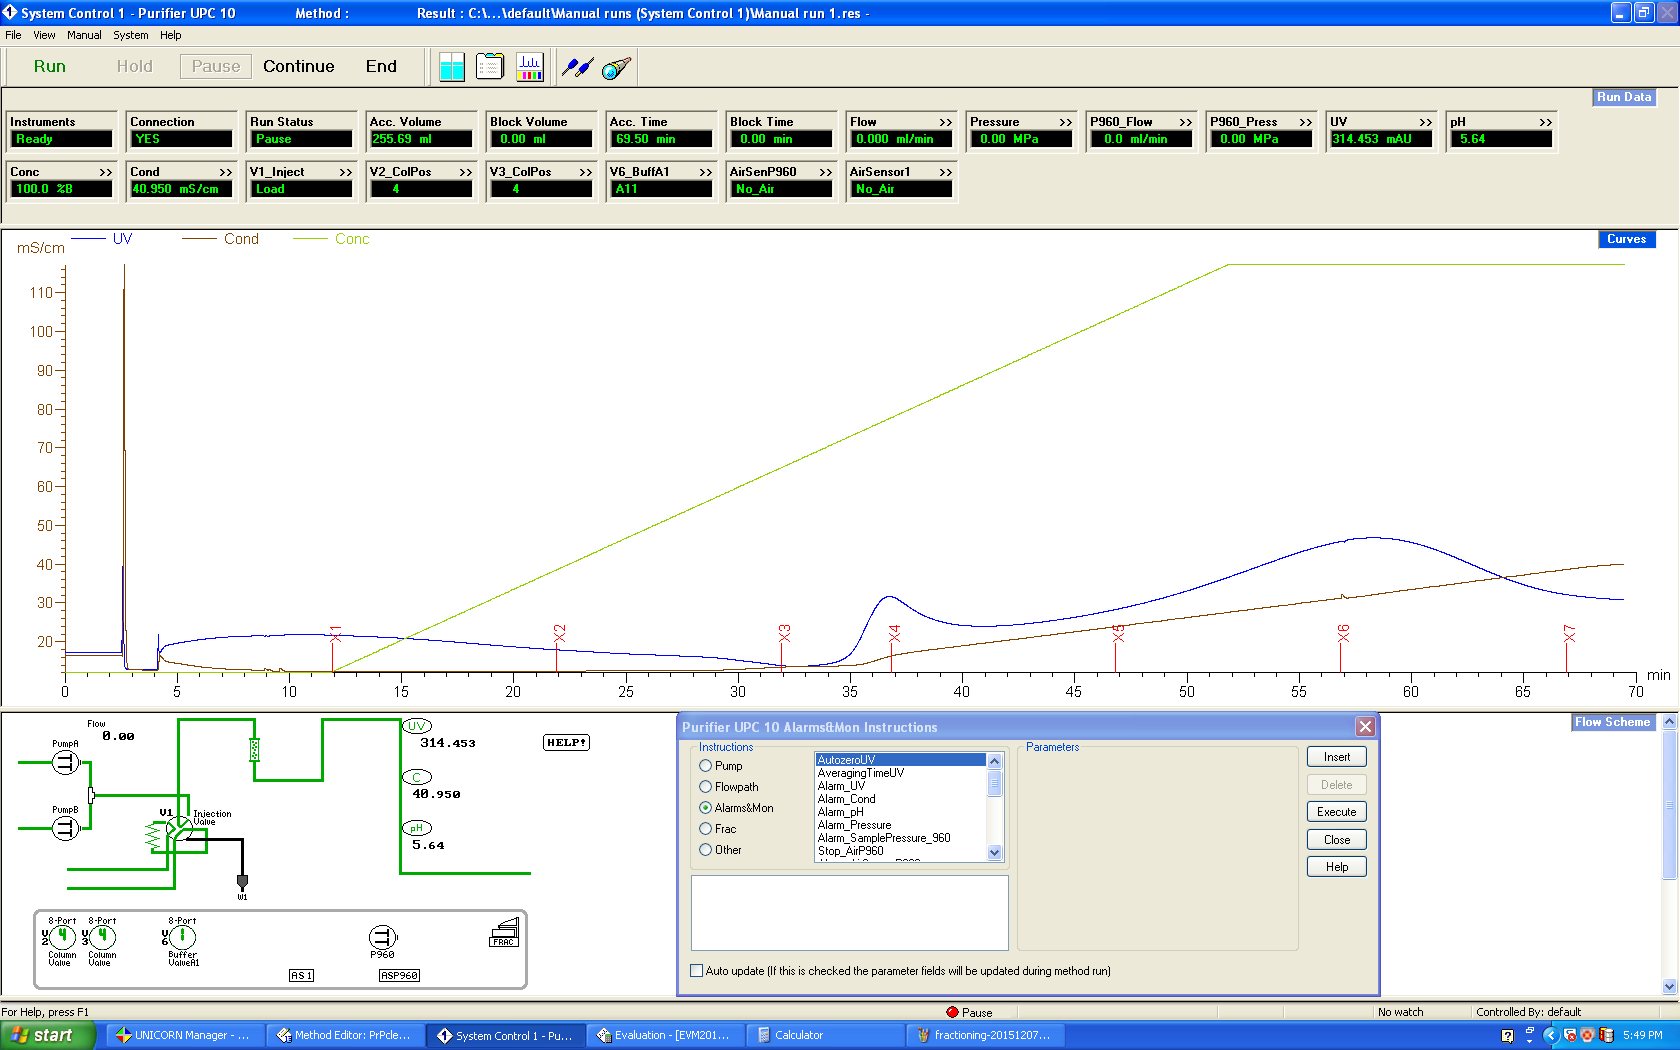 System Control 1 - Purifier UPC 10 Method : Result : C:\...\default\Manual runs (System Control 1)\Manual run 1.res -
File View Manual System Help
Run Hold Pause Continue End
Run Data
Instruments Connection Run Status Acc. Volume Block Volume Acc. Time Block Time Flow >> Pressure >> P960_Flow >> P960_Press >> UV >> pH >>
Ready YES Pause 255.69 ml 0.00 ml 69.50 min 0.00 min 0.000 ml/min 0.00 MPa 0.0 ml/min 0.00 MPa 314.453 mAU 5.64
Conc >> Cond >> V1_Inject >> V2_ColPos >> V3_ColPos >> V6_BuffA1 >> AirSenP960 >> AirSensor1 >>
100.0 %B 40.950 mS/cm Load 4 4 A11 No_Air No_Air
UV Cond Conc
Curves
mS/cm
110
100
90
80
70
60
50
40
30
20
X1 X2 X3 X4 X5 X6 X7
min
0 5 10 15 20 25 30 35 40 45 50 55 60 65 70
Flow Scheme
Flow
0.00
PumpA
PumpB
V1
Injection
Valve
W1
UV
314.453
C
40.950
pH
5.64
HELP!
8-Port 8-Port 8-Port
V2 4 V3 4 V6 1
Column Valve
Column Valve
Buffer ValveA1
P960
FRAC
AS1 ASP960
Purifier UPC 10 Alarms&Mon Instructions
Instructions
Pump
Flowpath
Alarms&Mon
Frac
Other
AutozeroUV
AveragingTimeUV
Alarm_UV
Alarm_Cond
Alarm_pH
Alarm_Pressure
Alarm_SamplePressure_960
Stop_AirP960
Parameters
Insert
Delete
Execute
Close
Help
Auto update (If this is checked the parameter fields will be updated during method run)
For Help, press F1 Pause No watch Controlled By: default
start UNICORN Manager - ... Method Editor: PrPcle... System Control 1 - Pu... Evaluation - [EVM201... Calculator fractioning-20151207... 5:49 PM